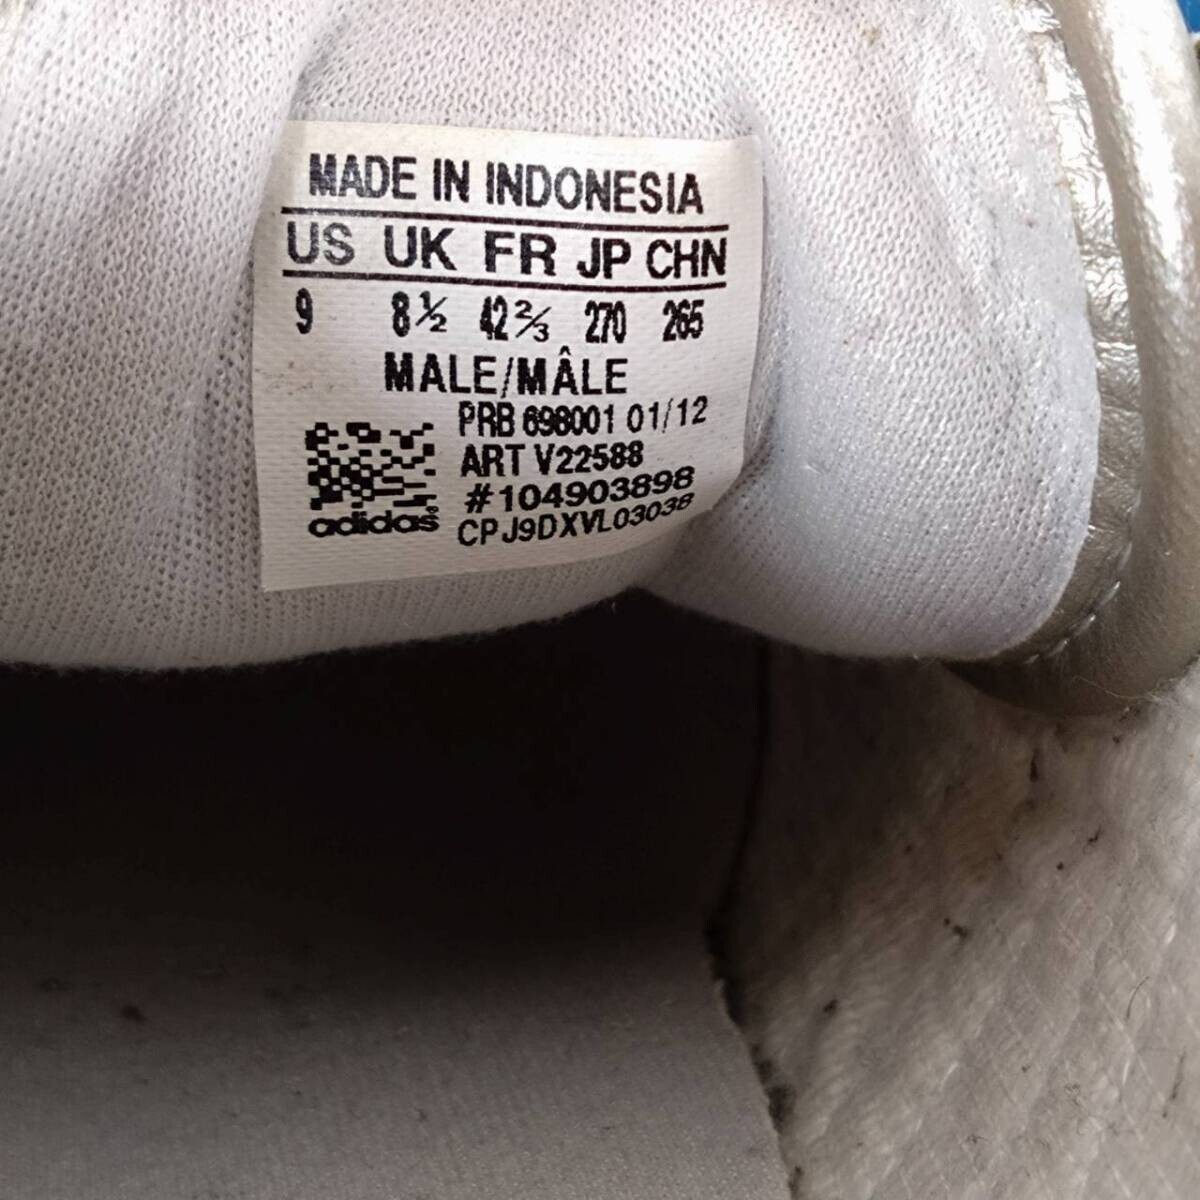 MADE IN INDONESIA
US UK FR JP CHN
9 8½ 42⅔ 270 265
MALE/MÂLE
PRB 698001 01/12
ART V22588
#104903898
adidas® CPJ9DXVL03038